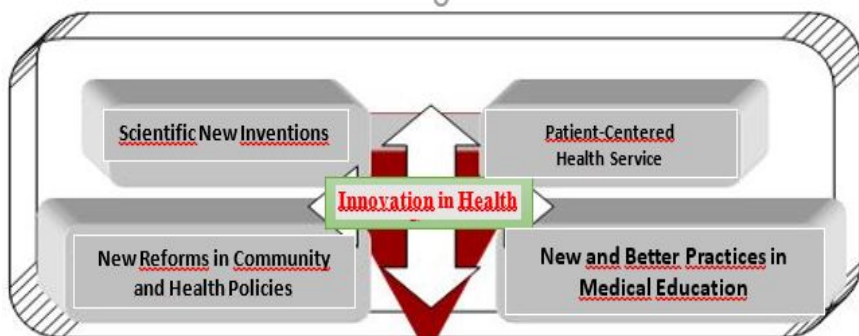 Scientific New Inventions
Patient-Centered
Health Service
Innovation in Health
New Reforms in Community
and Health Policies
New and Better Practices in
Medical Education